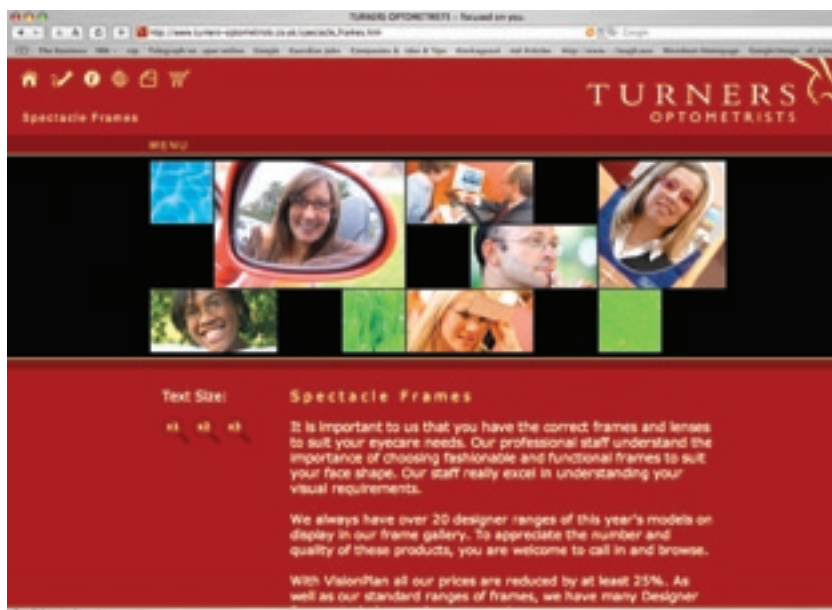 TURNERS OPTOMETRISTS – focused on you.
Google
TURNERS
OPTOMETRISTS
Spectacle Frames
MENU
Text Size:
x1 x2 x3
Spectacle Frames
It is important to us that you have the correct frames and lenses
to suit your eyecare needs. Our professional staff understand the
importance of choosing fashionable and functional frames to suit
your face shape. Our staff really excel in understanding your
visual requirements.
We always have over 20 designer ranges of this year's models on
display in our frame gallery. To appreciate the number and
quality of these products, you are welcome to call in and browse.
With VisionPlan all our prices are reduced by at least 25%. As
well as our standard ranges of frames, we have many Designer